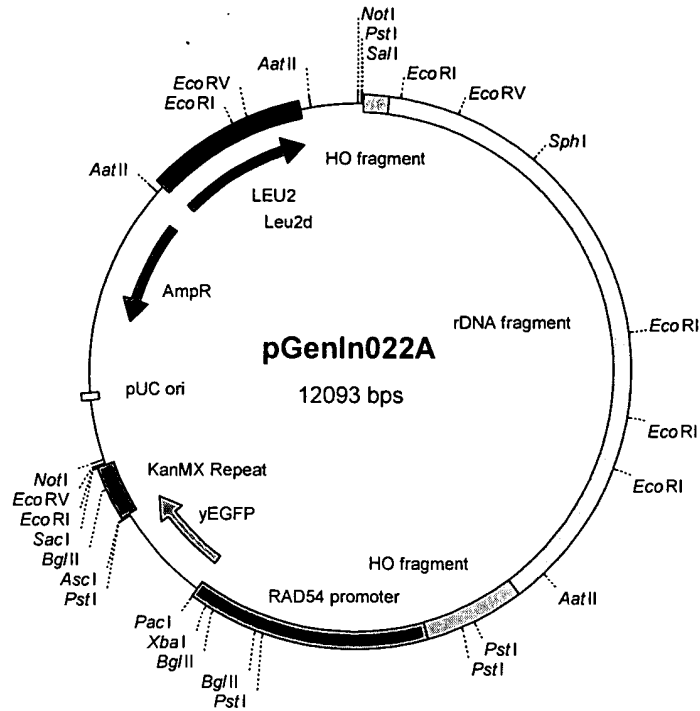 NotI
PstI
SalI
EcoRI
EcoRV
SphI
EcoRI
EcoRI
EcoRI
AatII
PstI
PstI
PstI
BglII
BglII
XbaI
PacI
PstI
AscI
BglII
SacI
EcoRI
EcoRV
NotI
AatII
EcoRI
EcoRV
AatII
HO fragment
LEU2
Leu2d
AmpR
rDNA fragment
pGenIn022A
12093 bps
pUC ori
KanMX Repeat
yEGFP
HO fragment
RAD54 promoter